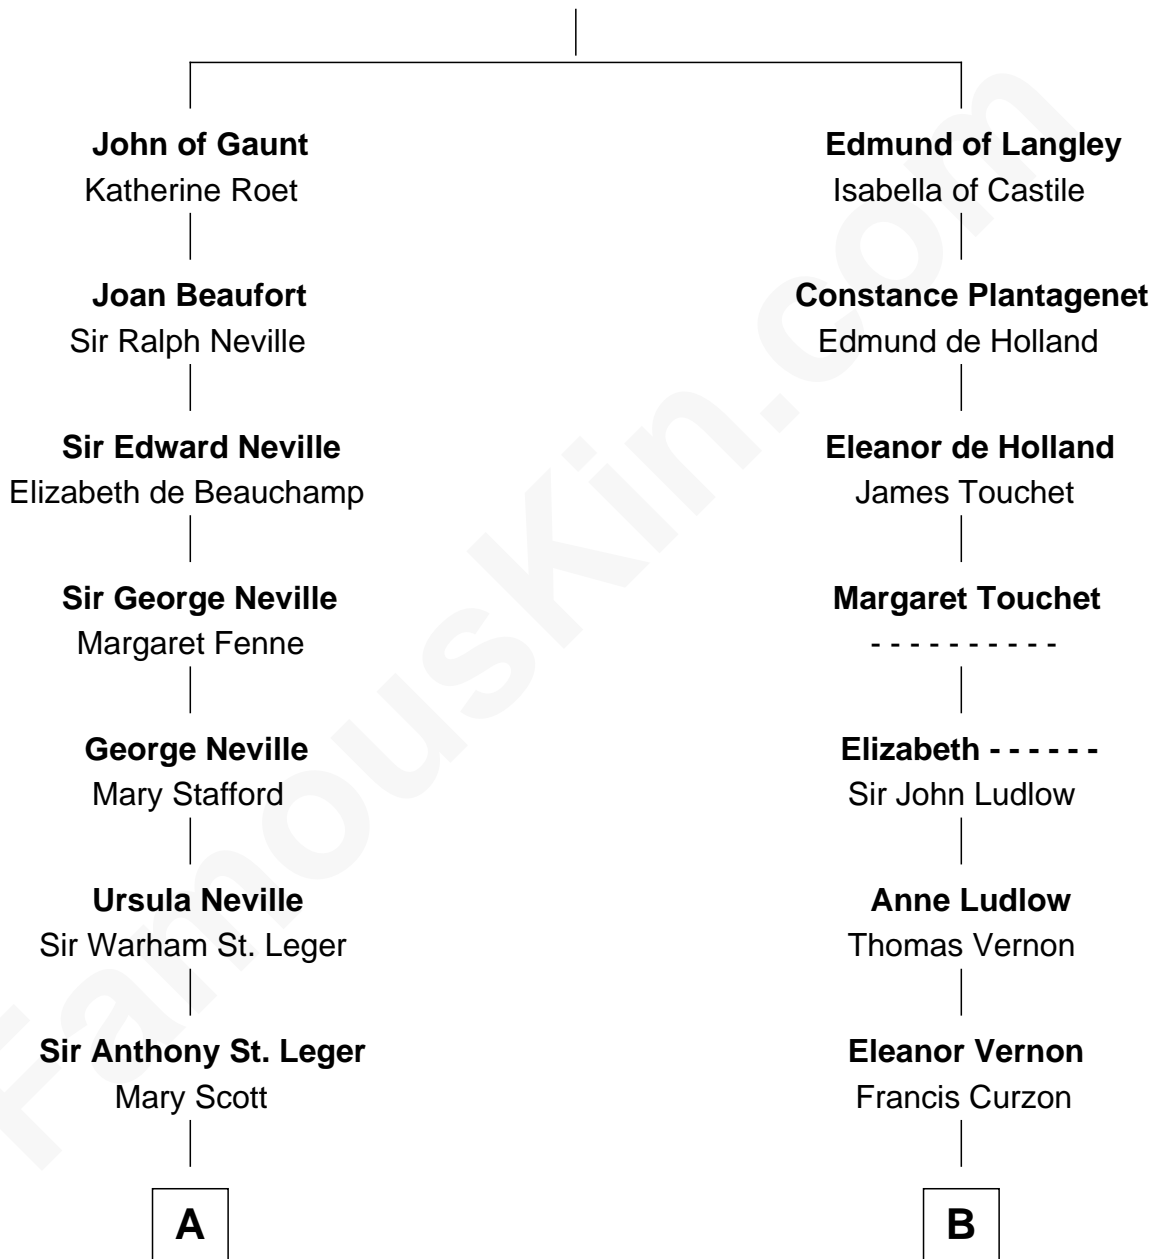 John of Gaunt
Katherine Roet
Joan Beaufort
Sir Ralph Neville
Sir Edward Neville
Elizabeth de Beauchamp
Sir George Neville
Margaret Fenne
George Neville
Mary Stafford
Ursula Neville
Sir Warham St. Leger
Sir Anthony St. Leger
Mary Scott
A
Edmund of Langley
Isabella of Castile
Constance Plantagenet
Edmund de Holland
Eleanor de Holland
James Touchet
Margaret Touchet
- - - - - - - - - -
Elizabeth - - - - - -
Sir John Ludlow
Anne Ludlow
Thomas Vernon
Eleanor Vernon
Francis Curzon
B
FamousKin.com